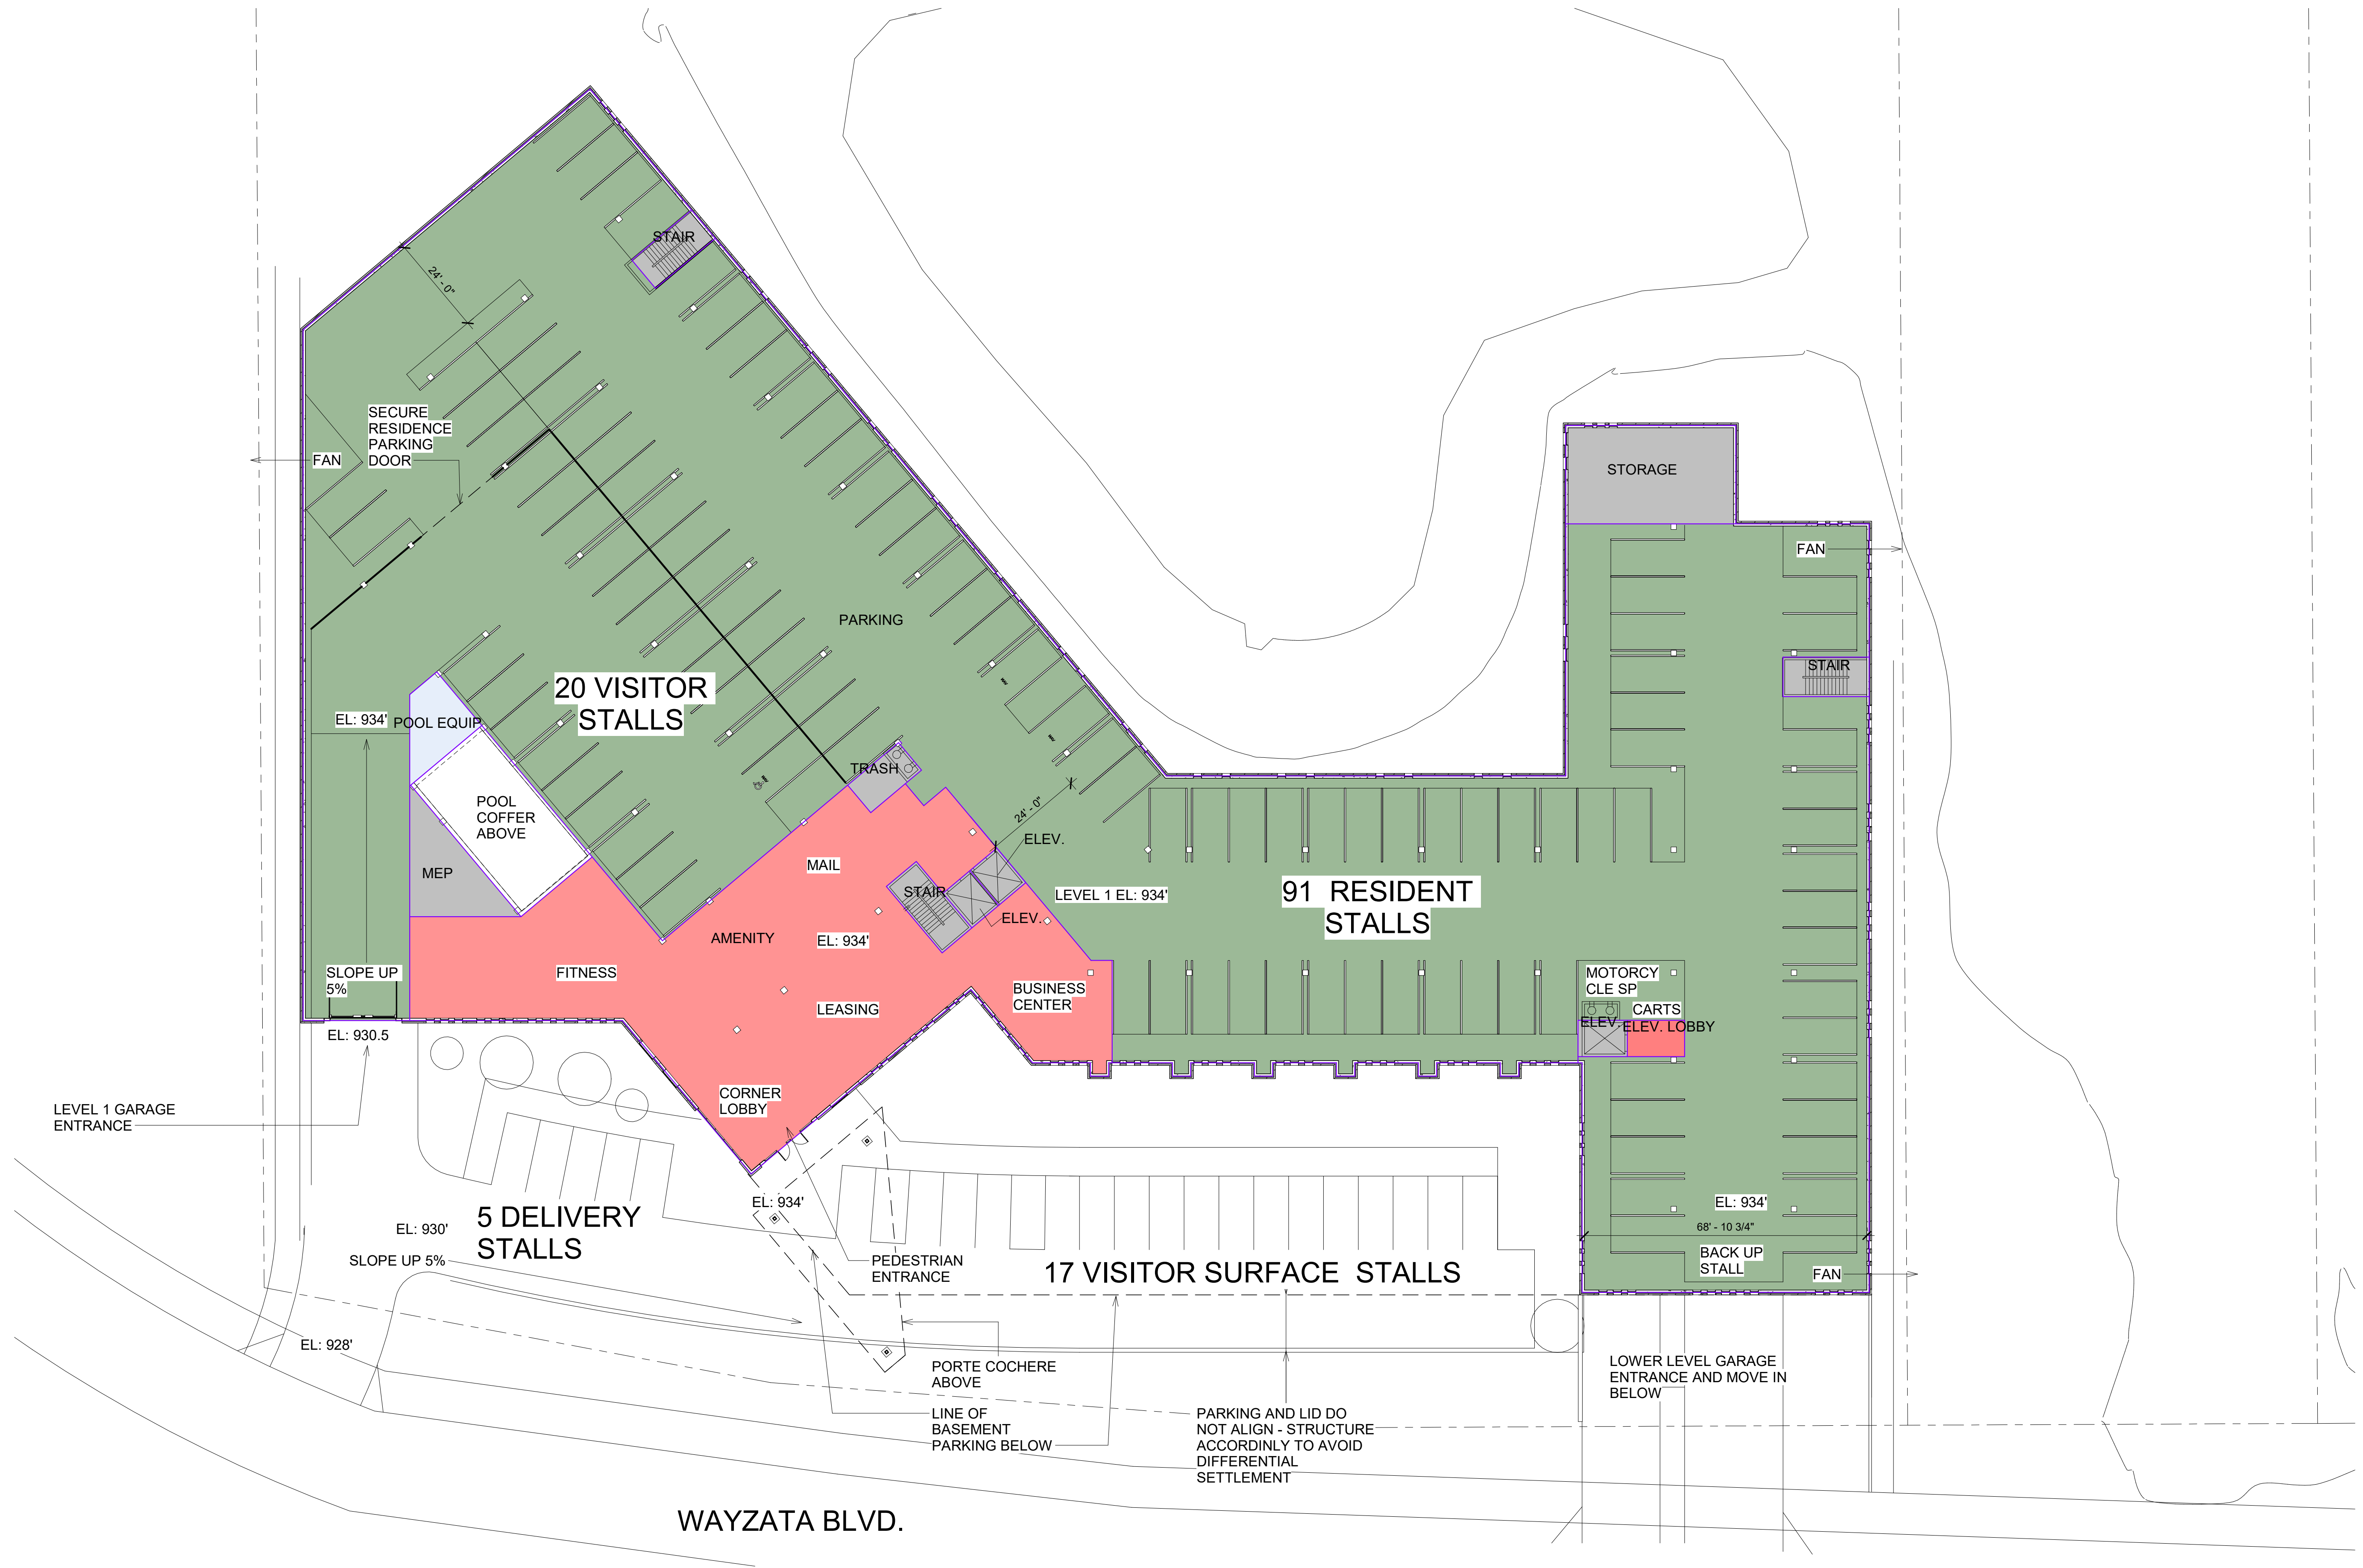 STAIR
24' - 0"
SECURE
RESIDENCE
PARKING
DOOR
FAN
STORAGE
FAN
PARKING
STAIR
20 VISITOR
STALLS
EL: 934'
POOL EQUIP
TRASH
POOL
COFFER
ABOVE
24' - 0"
ELEV.
MAIL
MEP
STAIR
LEVEL 1 EL: 934'
91 RESIDENT
STALLS
ELEV.
AMENITY
EL: 934'
FITNESS
SLOPE UP
5%
LEASING
BUSINESS
CENTER
MOTORCY
CLE SP
CARTS
ELEV.
ELEV. LOBBY
EL: 930.5
CORNER
LOBBY
LEVEL 1 GARAGE
ENTRANCE
EL: 934'
EL: 934'
68' - 10 3/4"
5 DELIVERY
STALLS
EL: 930'
SLOPE UP 5%
PEDESTRIAN
ENTRANCE
17 VISITOR SURFACE STALLS
BACK UP
STALL
FAN
EL: 928'
PORTE COCHERE
ABOVE
LOWER LEVEL GARAGE
ENTRANCE AND MOVE IN
BELOW
LINE OF
BASEMENT
PARKING BELOW
PARKING AND LID DO
NOT ALIGN - STRUCTURE
ACCORDINLY TO AVOID
DIFFERENTIAL
SETTLEMENT
WAYZATA BLVD.